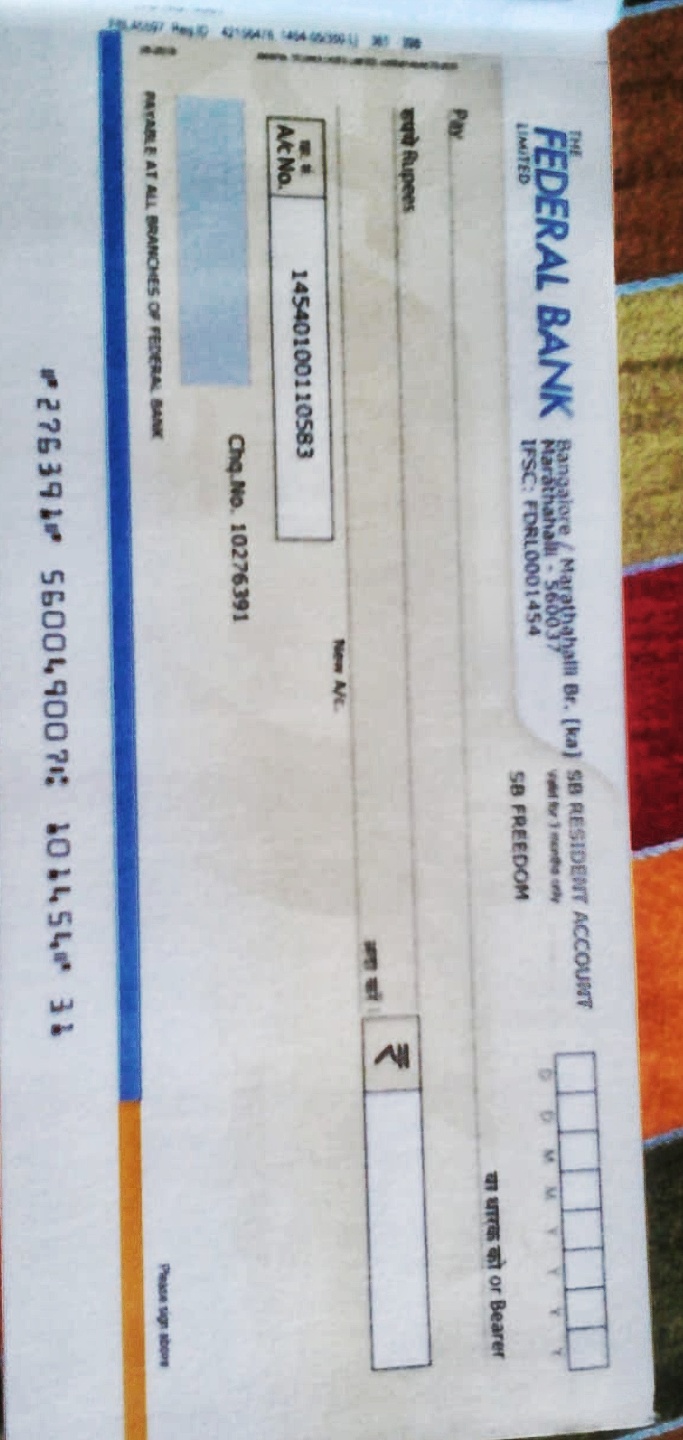 THE
FEDERAL BANK
LIMITED
Bangalore / Marathahalli Br. (ka)
Marathahalli - 560037
IFSC: FDRL0001454
SB RESIDENT ACCOUNT
Valid for 3 months only
SB FREEDOM
D D M M Y Y Y Y
Pay
या धारक को or Bearer
रुपये Rupees
अदा करें
₹
A/c No.
14540100110583
New A/c.
Chq.No. 10276391
PAYABLE AT ALL BRANCHES OF FEDERAL BANK
Please sign above
⑈276391⑈ 560049007⑆ 101454⑈ 31